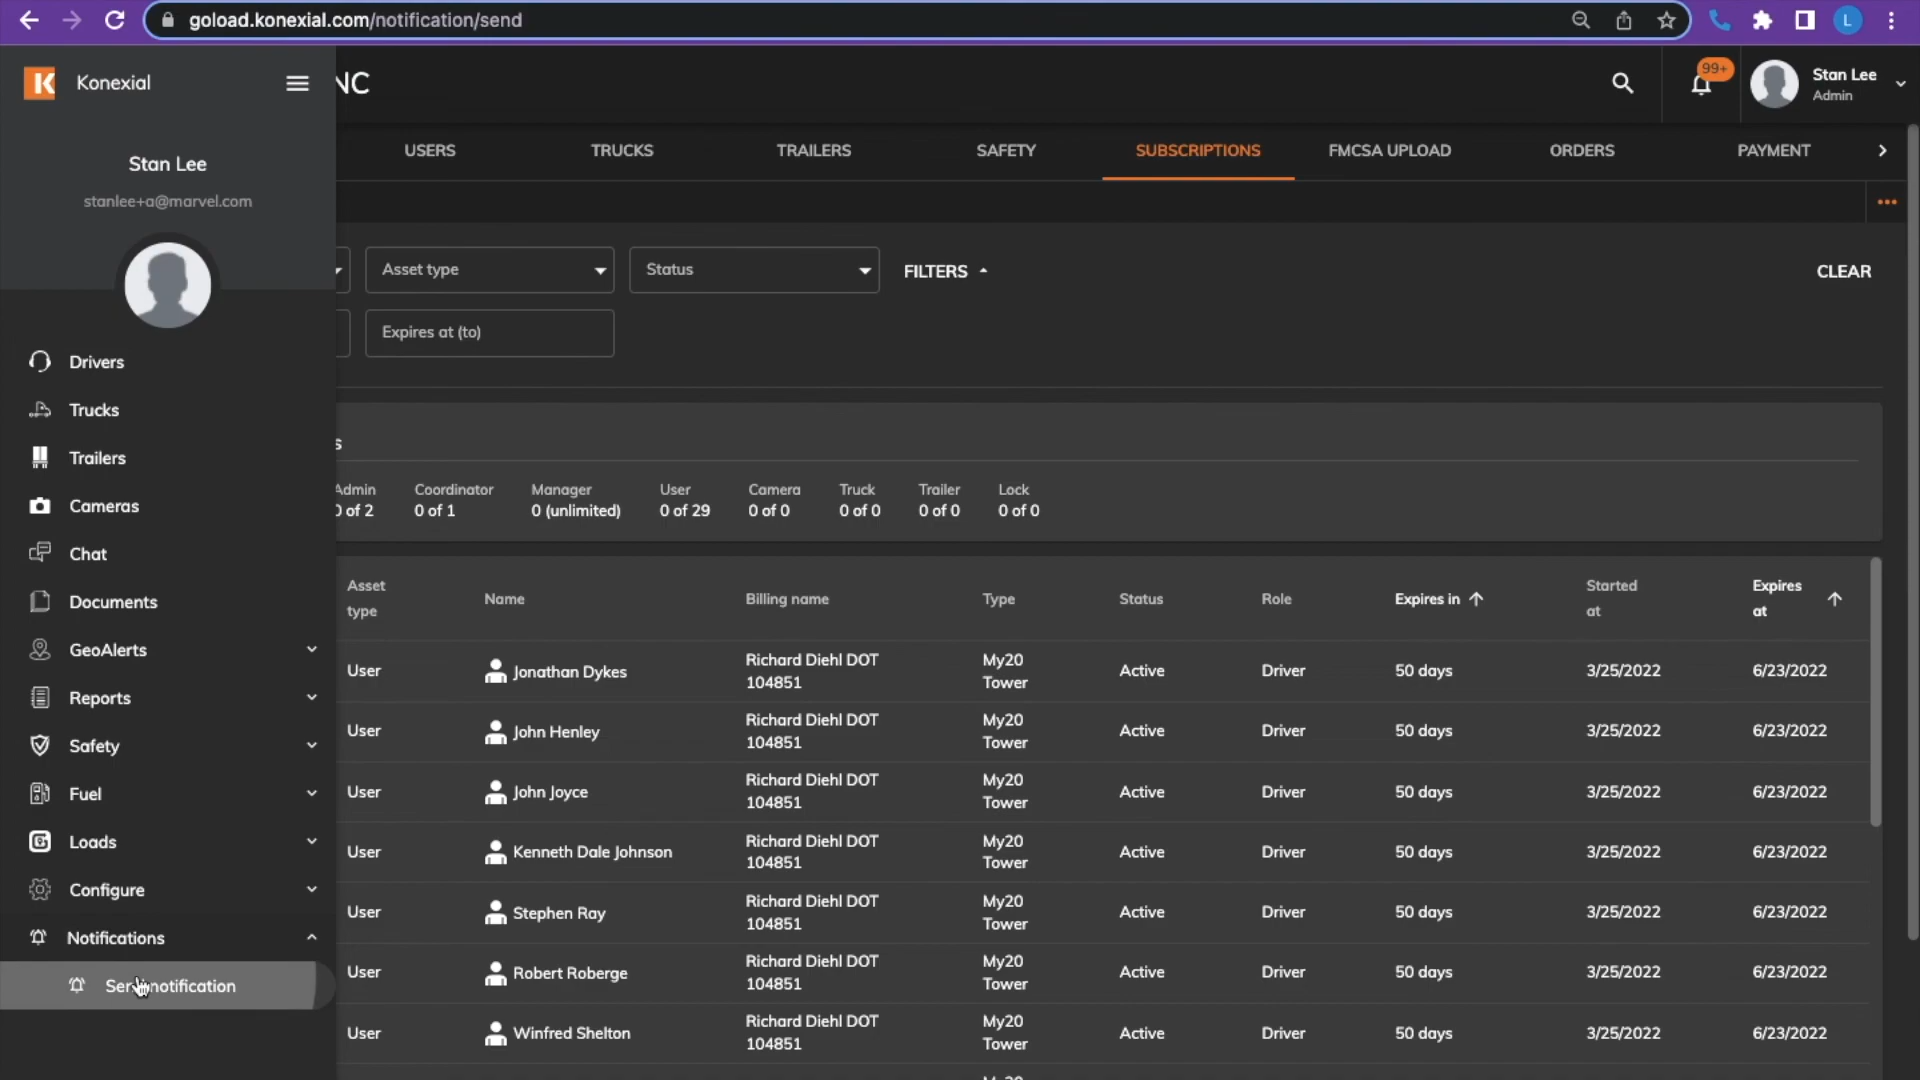 goload.konexial.com/notification/send
L
K Konexial
NC
99+
Stan Lee
Admin
Stan Lee
stanlee+a@marvel.com
USERS TRUCKS TRAILERS SAFETY SUBSCRIPTIONS FMCSA UPLOAD ORDERS PAYMENT
Asset type Status FILTERS CLEAR
Expires at (to)
Drivers
Trucks
Trailers
Cameras
Chat
Documents
GeoAlerts
Reports
Safety
Fuel
Loads
Configure
Notifications
notification
s
Admin Coordinator Manager User Camera Truck Trailer Lock
0 of 2 0 of 1 0 (unlimited) 0 of 29 0 of 0 0 of 0 0 of 0 0 of 0
Asset type Name Billing name Type Status Role Expires in Started at Expires at
User Jonathan Dykes Richard Diehl DOT 104851 My20 Tower Active Driver 50 days 3/25/2022 6/23/2022
User John Henley Richard Diehl DOT 104851 My20 Tower Active Driver 50 days 3/25/2022 6/23/2022
User John Joyce Richard Diehl DOT 104851 My20 Tower Active Driver 50 days 3/25/2022 6/23/2022
User Kenneth Dale Johnson Richard Diehl DOT 104851 My20 Tower Active Driver 50 days 3/25/2022 6/23/2022
User Stephen Ray Richard Diehl DOT 104851 My20 Tower Active Driver 50 days 3/25/2022 6/23/2022
User Robert Roberge Richard Diehl DOT 104851 My20 Tower Active Driver 50 days 3/25/2022 6/23/2022
User Winfred Shelton Richard Diehl DOT 104851 My20 Tower Active Driver 50 days 3/25/2022 6/23/2022